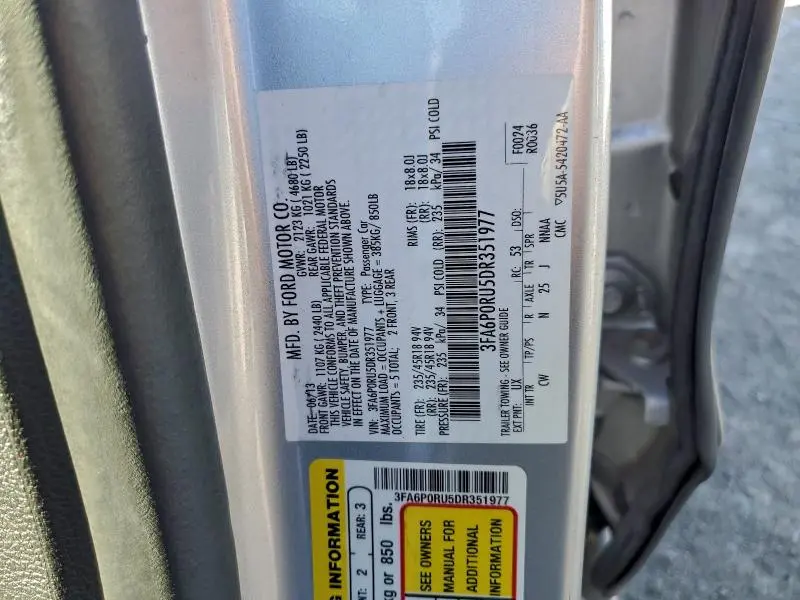 MFD. BY FORD MOTOR CO.
DATE: 06/13 GVWR: 2123 KG ( 4680 LB)
FRONT GAWR: 1107 KG (2440 LB) REAR GAWR: 1021 KG (2250 LB)
THIS VEHICLE CONFORMS TO ALL APPLICABLE FEDERAL MOTOR
VEHICLE SAFETY, BUMPER, AND THEFT PREVENTION STANDARDS
IN EFFECT ON THE DATE OF MANUFACTURE SHOWN ABOVE.
VIN: 3FA6P0RU5DR351977 TYPE: Passenger Car
MAXIMUM LOAD = OCCUPANTS + LUGGAGE = 385KG/ 850LB
OCCUPANTS = 5 TOTAL: 2 FRONT, 3 REAR
TIRE (FR): 235/45R18 94V RIMS (FR): 18x8.0J
(RR): 235/45R18 94V (RR): 18x8.0J
PRESSURE (FR): 235 kPa/ 34 PSI COLD (RR): 235 kPa/ 34 PSI COLD
3FA6P0RU5DR351977
TRAILER TOWING - SEE OWNER GUIDE F0024
EXT PNT: UX RC: 53 DSO: R0036
INT TR TP/PS R AXLE TR SPR
CW N 25 J NNAA
CMC 5U5A-5420472-AA
3FA6P0RU5DR351977
G INFORMATION
NT: 2 REAR: 3
kg or 850 lbs.
SEE OWNERS
MANUAL FOR
ADDITIONAL
INFORMATION